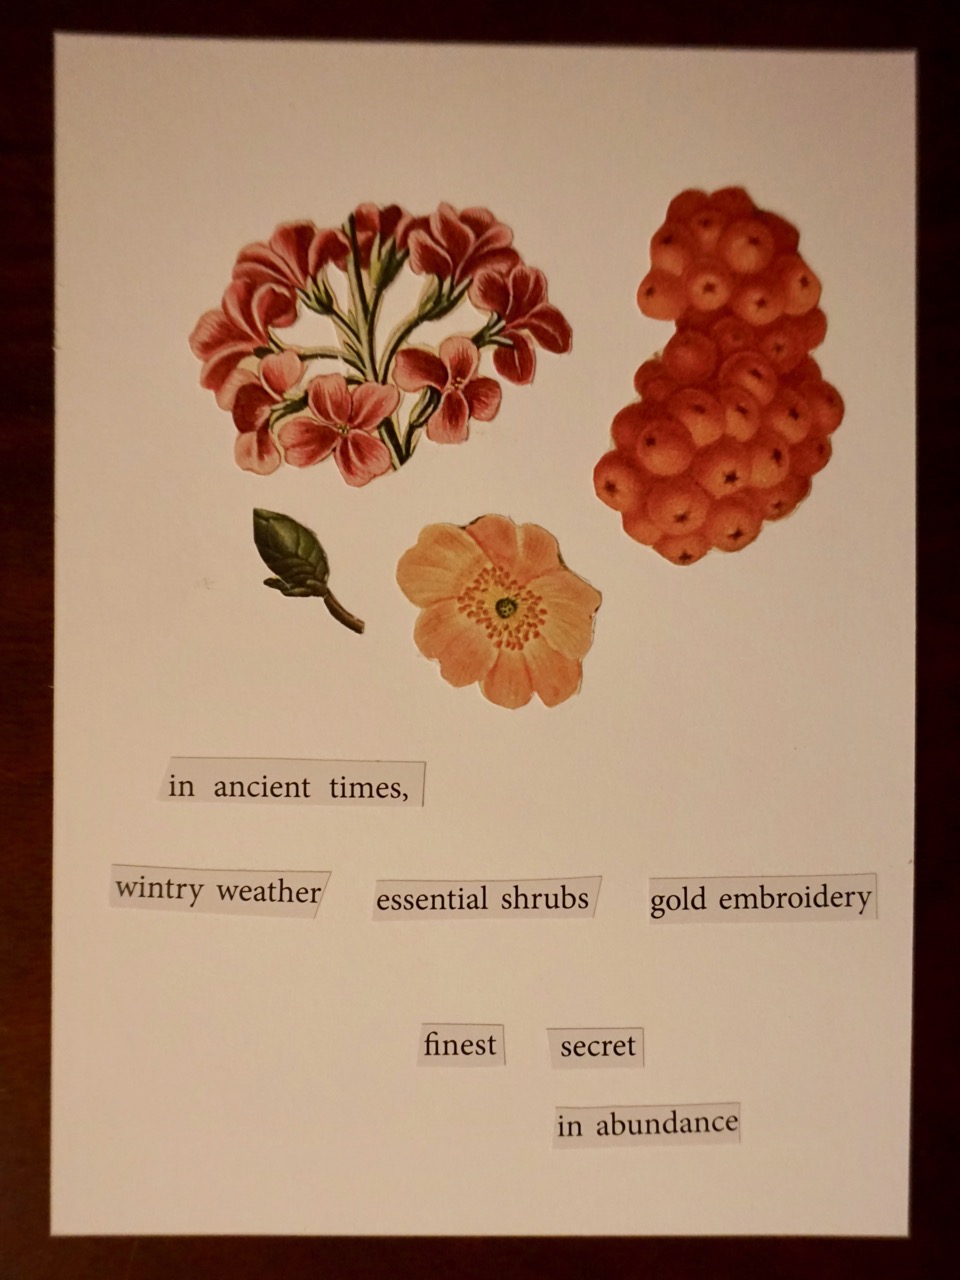 in ancient times,
wintry weather essential shrubs gold embroidery
finest secret
in abundance